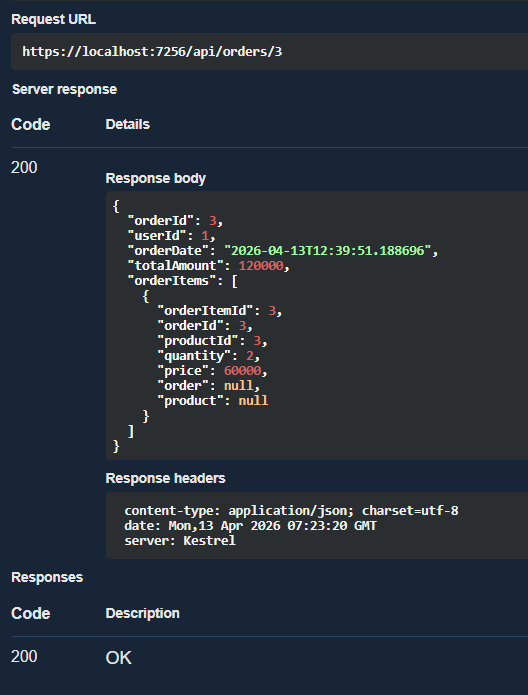 Request URL
https://localhost:7256/api/orders/3
Server response
Code Details
200
Response body
{
  "orderId": 3,
  "userId": 1,
  "orderDate": "2026-04-13T12:39:51.188696",
  "totalAmount": 120000,
  "orderItems": [
    {
      "orderItemId": 3,
      "orderId": 3,
      "productId": 3,
      "quantity": 2,
      "price": 60000,
      "order": null,
      "product": null
    }
  ]
}
Response headers
content-type: application/json; charset=utf-8
date: Mon,13 Apr 2026 07:23:20 GMT
server: Kestrel
Responses
Code Description
200 OK